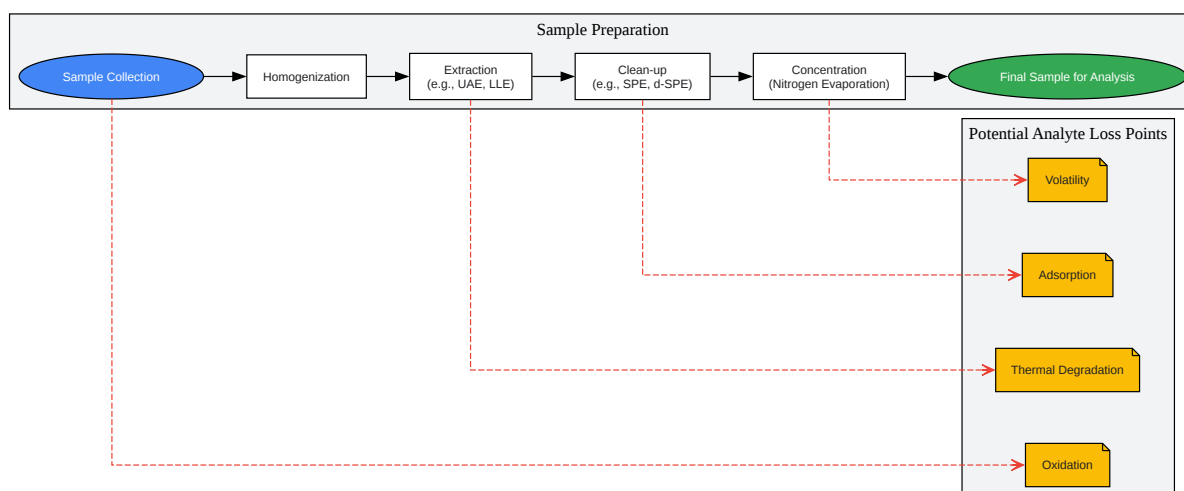 Sample Preparation
Sample Collection
Homogenization
Extraction
(e.g., UAE, LLE)
Clean-up
(e.g., SPE, d-SPE)
Concentration
(Nitrogen Evaporation)
Final Sample for Analysis
Potential Analyte Loss Points
Volatility
Adsorption
Thermal Degradation
Oxidation